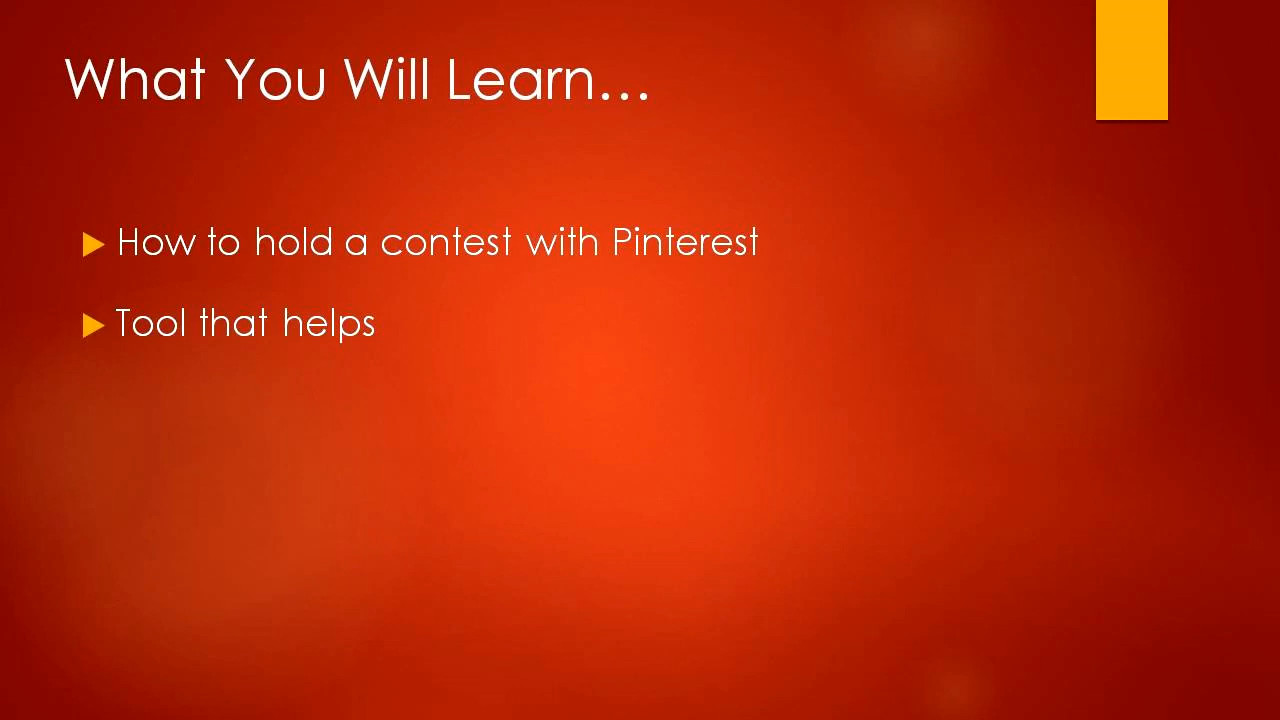 What You Will Learn…
How to hold a contest with Pinterest
Tool that helps